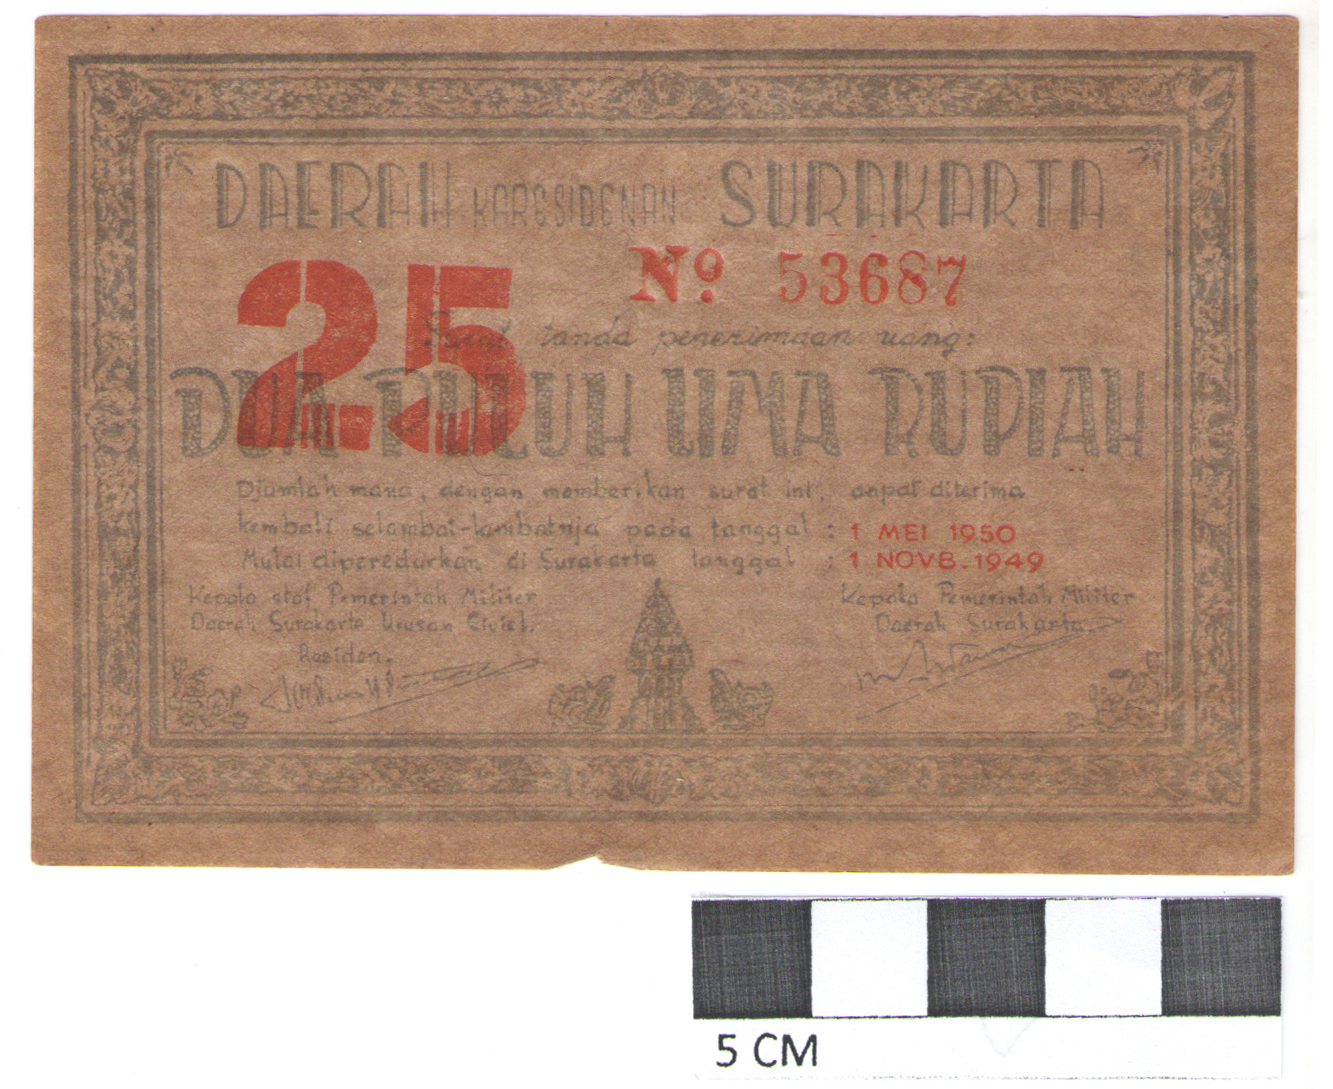 DAERAH KARESIDENAN SURAKARTA
25
No. 53687
Surat tanda penerimaan uang:
DUA PULUH LIMA RUPIAH
Djumlah mana, dengan memberikan surat ini, dapat diterima
kembali selambat-lambatnja pada tanggal : 1 MEI 1950
Mulai diperedarkan di Surakarta tanggal : 1 NOVB. 1949
Kepala staf Pemerintah Militer
Daerah Surakarta Urusan Civiel.
Residen.
Kepala Pemerintah Militer
Daerah Surakarta.
5 CM